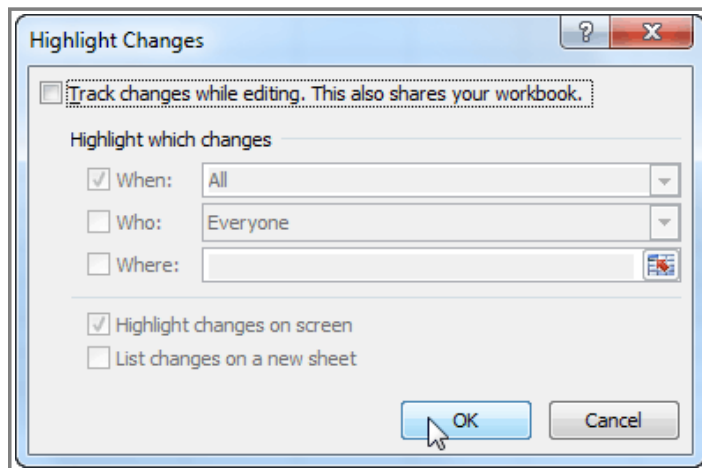 Highlight Changes
Track changes while editing. This also shares your workbook.
Highlight which changes
When: All
Who: Everyone
Where:
Highlight changes on screen
List changes on a new sheet
OK Cancel